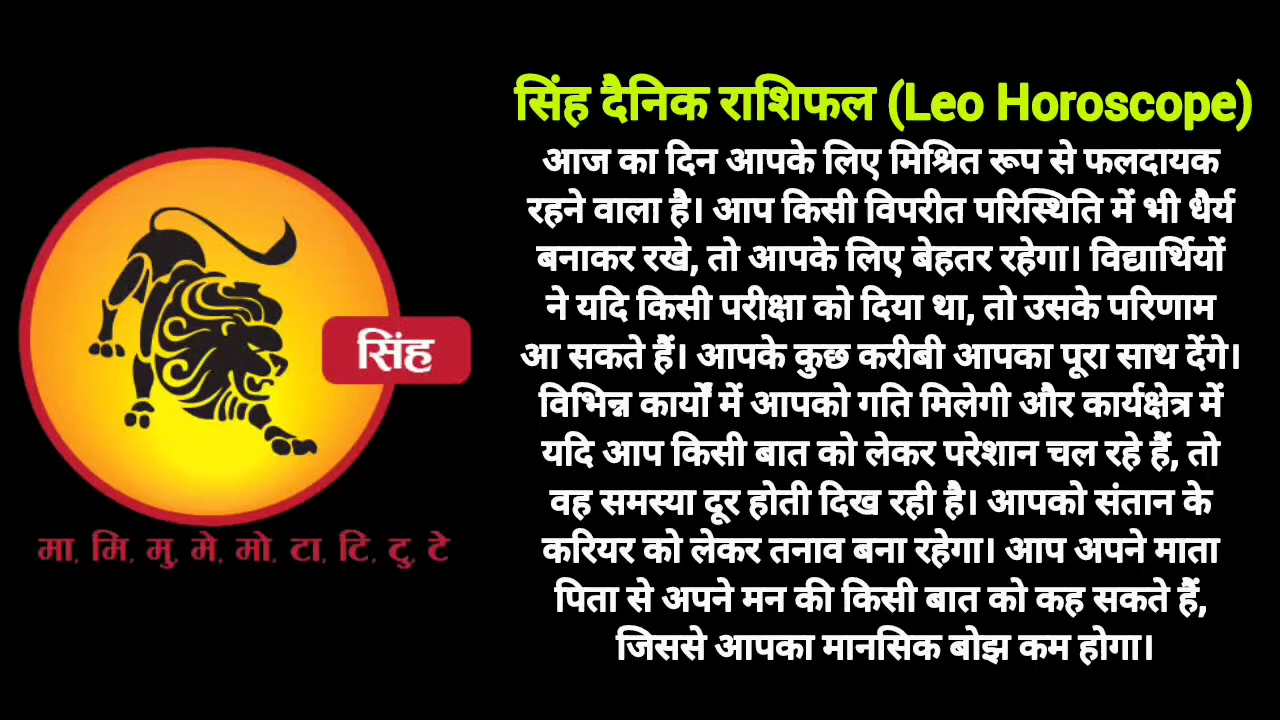 सिंह दैनिक राशिफल (Leo Horoscope)
आज का दिन आपके लिए मिश्रित रूप से फलदायक
रहने वाला है। आप किसी विपरीत परिस्थिति में भी धैर्य
बनाकर रखे, तो आपके लिए बेहतर रहेगा। विद्यार्थियों
ने यदि किसी परीक्षा को दिया था, तो उसके परिणाम
आ सकते हैं। आपके कुछ करीबी आपका पूरा साथ देंगे।
विभिन्न कार्यों में आपको गति मिलेगी और कार्यक्षेत्र में
यदि आप किसी बात को लेकर परेशान चल रहे हैं, तो
वह समस्या दूर होती दिख रही है। आपको संतान के
करियर को लेकर तनाव बना रहेगा। आप अपने माता
पिता से अपने मन की किसी बात को कह सकते हैं,
जिससे आपका मानसिक बोझ कम होगा।
सिंह
मा, मि, मु, मे, मो, टा, टि, टु, टे